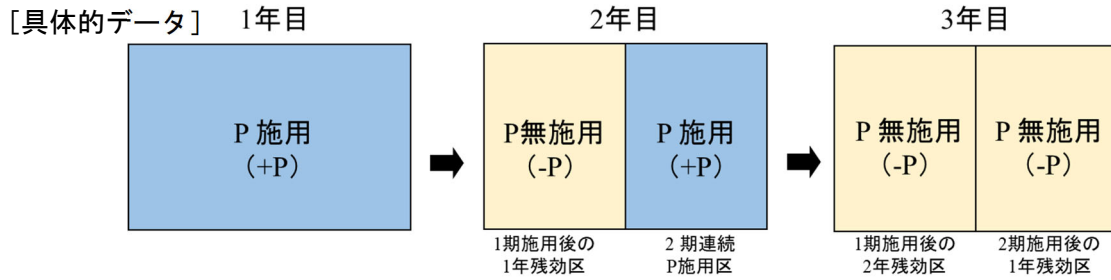 [具体的データ] 1年目 2年目 3年目
P 施用
(+P)
P無施用
(-P)
P 施用
(+P)
P 無施用
(-P)
P 無施用
(-P)
1期施用後の
1年残効区
2 期連続
P施用区
1期施用後の
2年残効区
2期施用後の
1年残効区